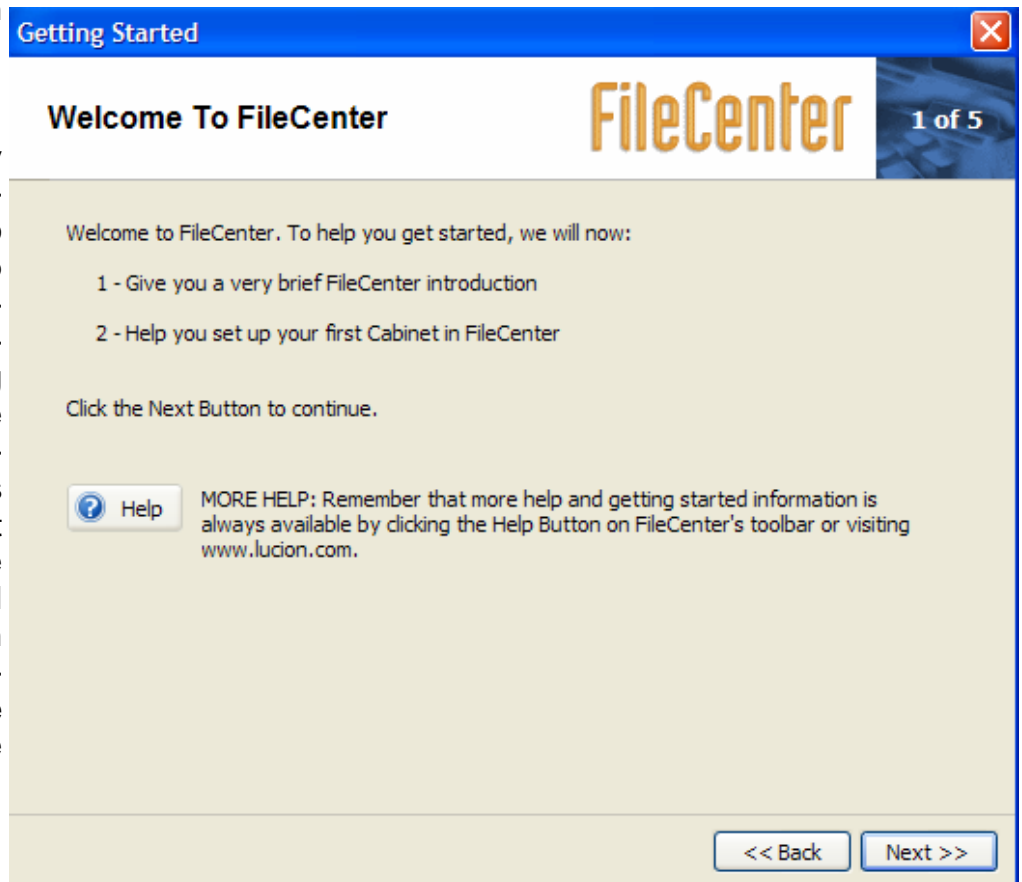 Getting Started
Welcome To FileCenter
FileCenter
1 of 5
Welcome to FileCenter. To help you get started, we will now:
1 - Give you a very brief FileCenter introduction
2 - Help you set up your first Cabinet in FileCenter
Click the Next Button to continue.
Help
MORE HELP: Remember that more help and getting started information is
always available by clicking the Help Button on FileCenter's toolbar or visiting
www.lucion.com.
<< Back
Next >>